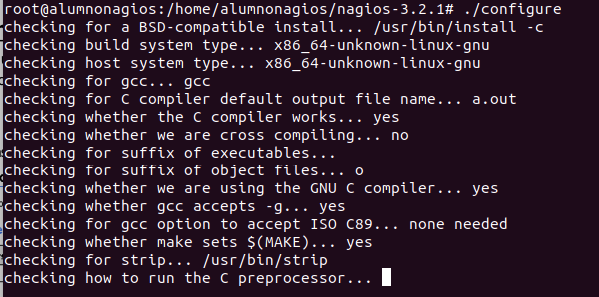 root@alumnonagios:/home/alumnonagios/nagios-3.2.1# ./configure
checking for a BSD-compatible install... /usr/bin/install -c
checking build system type... x86_64-unknown-linux-gnu
checking host system type... x86_64-unknown-linux-gnu
checking for gcc... gcc
checking for C compiler default output file name... a.out
checking whether the C compiler works... yes
checking whether we are cross compiling... no
checking for suffix of executables...
checking for suffix of object files... o
checking whether we are using the GNU C compiler... yes
checking whether gcc accepts -g... yes
checking for gcc option to accept ISO C89... none needed
checking whether make sets $(MAKE)... yes
checking for strip... /usr/bin/strip
checking how to run the C preprocessor...